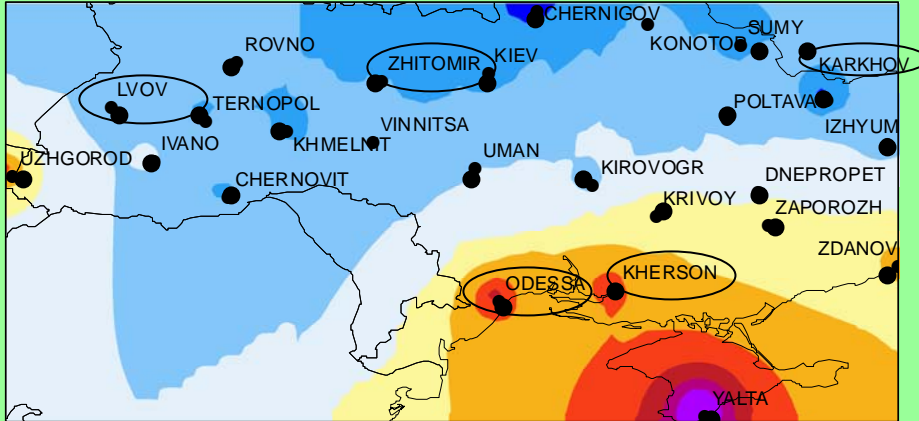 CHERNIGOV
SUMY
KONOTOP
ROVNO
KIEV
ZHITOMIR
KARKHOV
LVOV
TERNOPOL
POLTAVA
VINNITSA
IZHYUM
IVANO
KHMELNIT
UZHGOROD
UMAN
KIROVOGR
DNEPROPET
CHERNOVIT
KRIVOY
ZAPOROZH
ZDANOV
KHERSON
ODESSA
YALTA